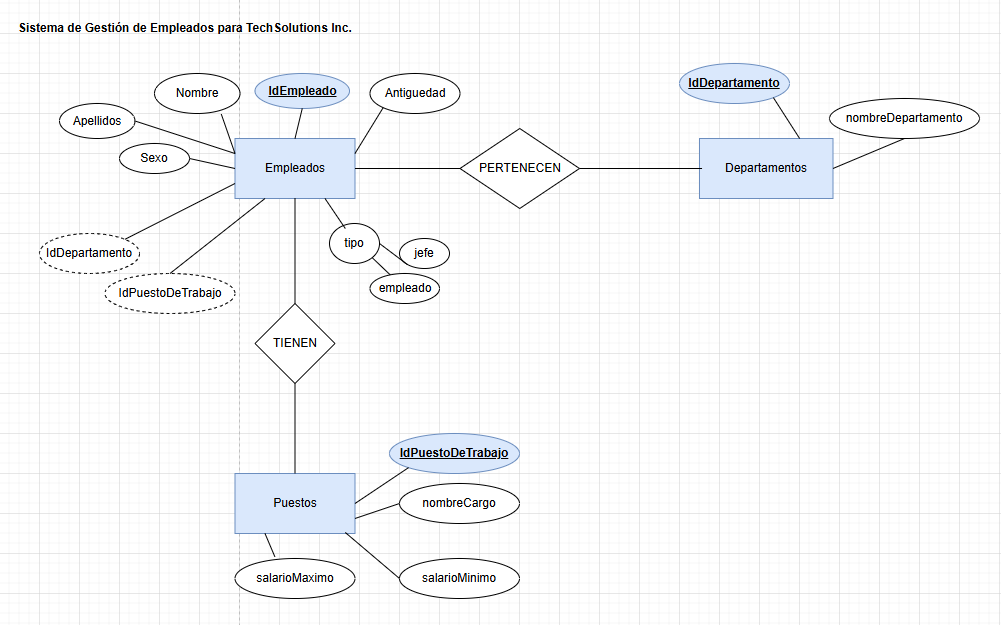 Sistema de Gestión de Empleados para TechSolutions Inc.
Nombre
IdEmpleado
Antiguedad
IdDepartamento
Apellidos
nombreDepartamento
Sexo
Empleados
PERTENECEN
Departamentos
IdDepartamento
tipo
jefe
IdPuestoDeTrabajo
empleado
TIENEN
IdPuestoDeTrabajo
Puestos
nombreCargo
salarioMaximo
salarioMinimo